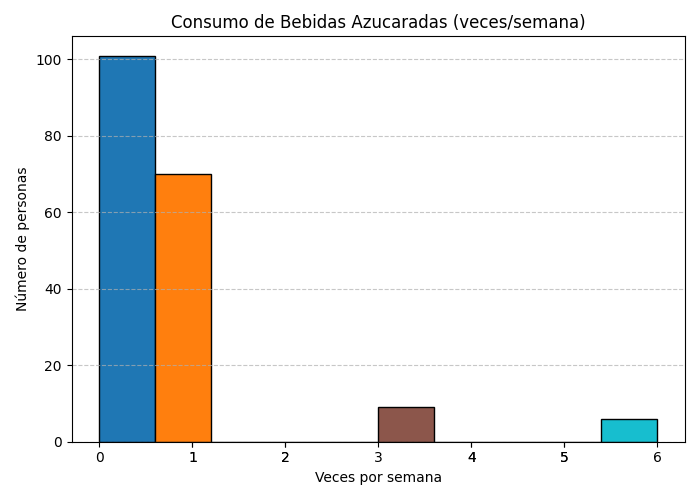 Consumo de Bebidas Azucaradas (veces/semana)
Número de personas
100
80
60
40
20
0
0 1 2 3 4 5 6
Veces por semana